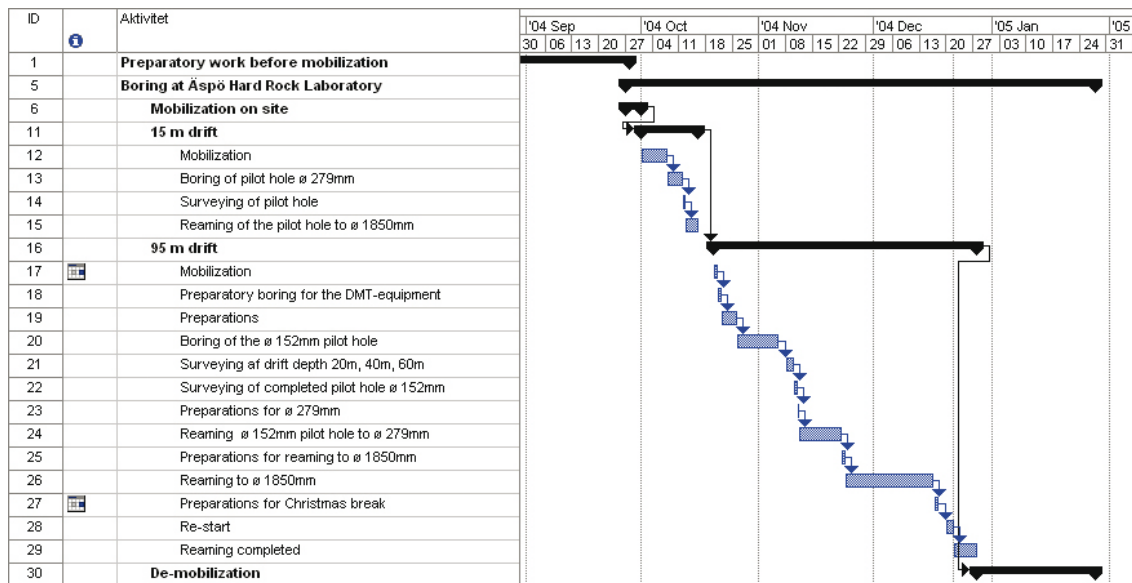 ID Aktivitet '04 Sep '04 Oct '04 Nov '04 Dec '05 Jan '05
30 06 13 20 27 04 11 18 25 01 08 15 22 29 06 13 20 27 03 10 17 24 31
1 Preparatory work before mobilization
5 Boring at Äspö Hard Rock Laboratory
6 Mobilization on site
11 15 m drift
12 Mobilization
13 Boring of pilot hole ø 279mm
14 Surveying of pilot hole
15 Reaming of the pilot hole to ø 1850mm
16 95 m drift
17 Mobilization
18 Preparatory boring for the DMT-equipment
19 Preparations
20 Boring of the ø 152mm pilot hole
21 Surveying af drift depth 20m, 40m, 60m
22 Surveying of completed pilot hole ø 152mm
23 Preparations for ø 279mm
24 Reaming ø 152mm pilot hole to ø 279mm
25 Preparations for reaming to ø 1850mm
26 Reaming to ø 1850mm
27 Preparations for Christmas break
28 Re-start
29 Reaming completed
30 De-mobilization